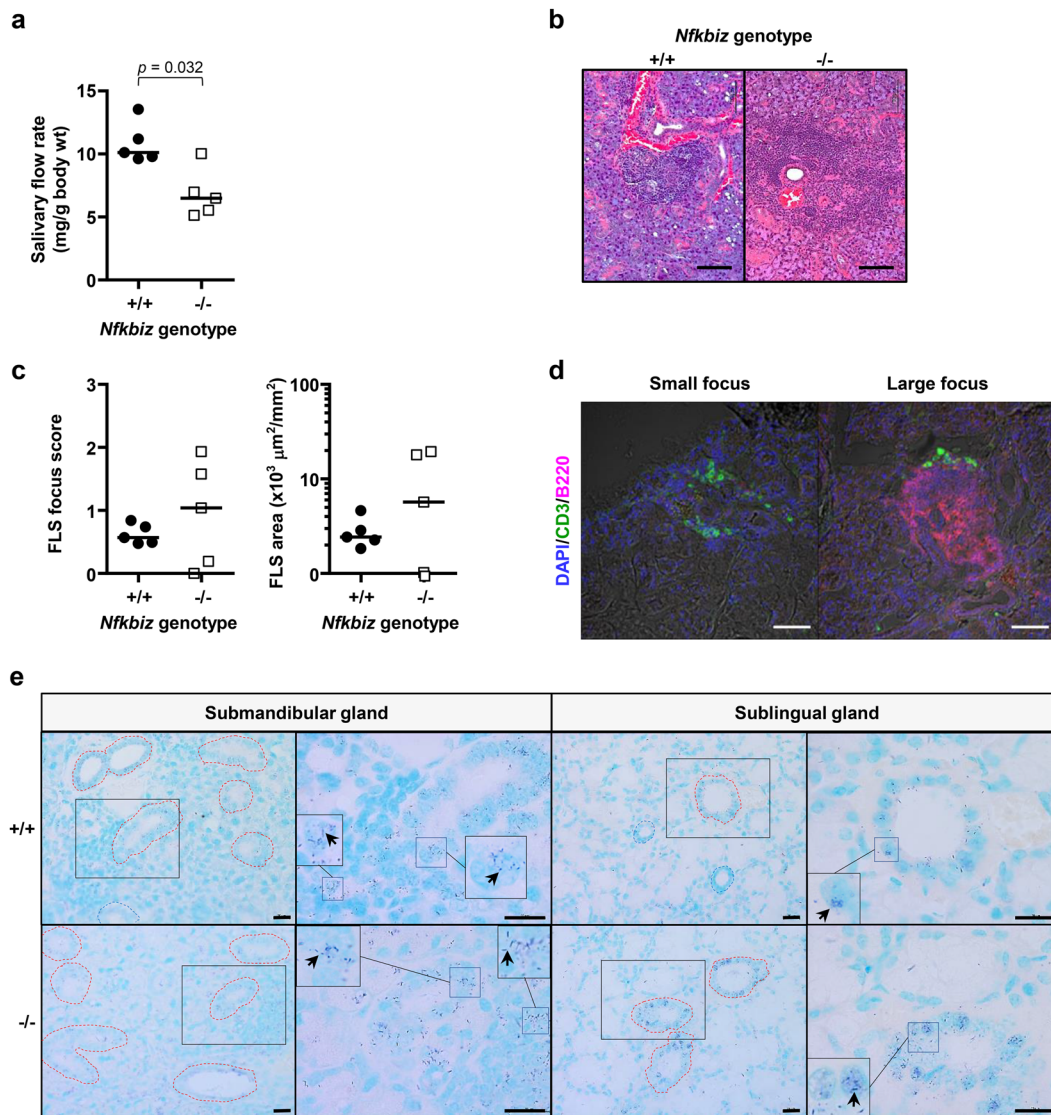 a
p = 0.032
Salivary flow rate
(mg/g body wt)
15
10
5
0
+/+
-/-
Nfkbiz genotype
b
Nfkbiz genotype
+/+
-/-
c
FLS focus score
3
2
1
0
+/+
-/-
Nfkbiz genotype
FLS area (x10³ μm²/mm²)
100
10
0
+/+
-/-
Nfkbiz genotype
d
Small focus
Large focus
DAPI/CD3/B220
e
Submandibular gland
Sublingual gland
+/+
-/-